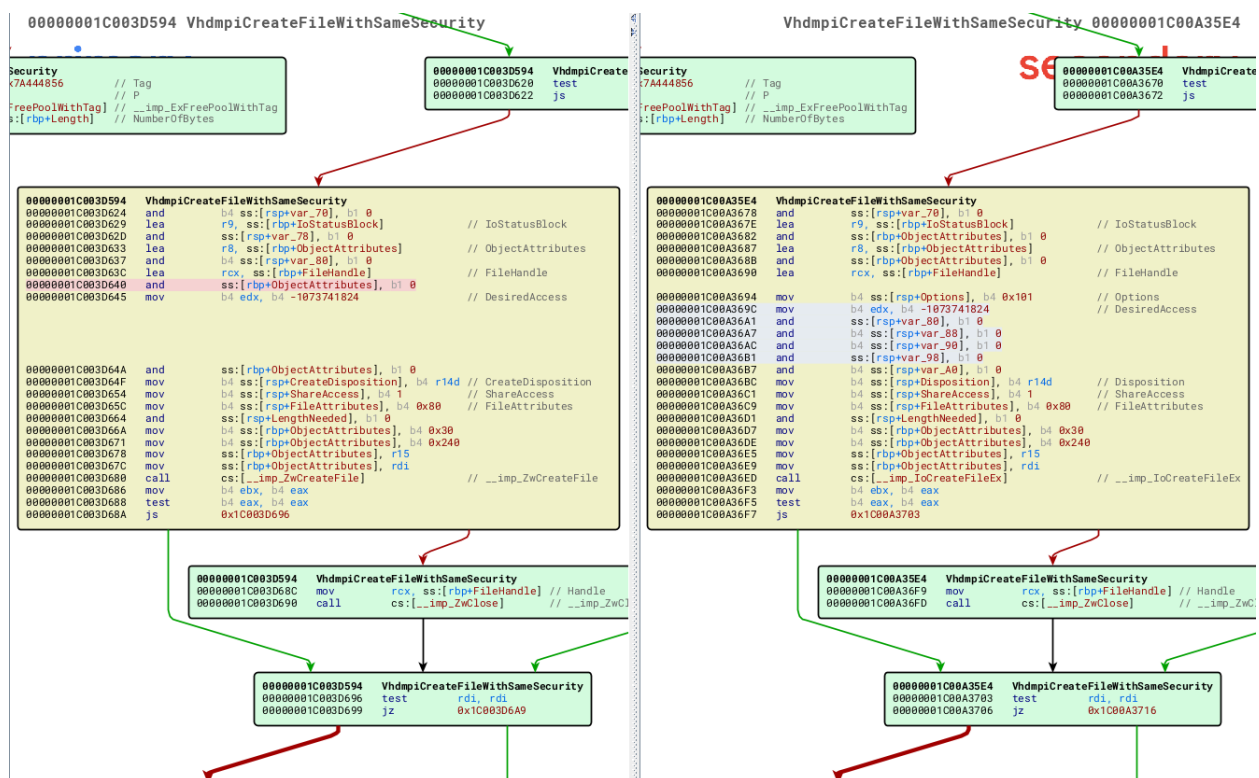 00000001C003D594 VhdmpiCreateFileWithSameSecurity
Security
x7A444856 // Tag
// P
FreePoolWithTag] // __imp_ExFreePoolWithTag
s:[rbp+Length] // NumberOfBytes
00000001C003D594 VhdmpiCreate
00000001C003D620 test
00000001C003D622 js
00000001C003D594 VhdmpiCreateFileWithSameSecurity
00000001C003D624 and b4 ss:[rsp+var_70], b1 0
00000001C003D629 lea r9, ss:[rbp+IoStatusBlock] // IoStatusBlock
00000001C003D62D and ss:[rsp+var_78], b1 0
00000001C003D633 lea r8, ss:[rbp+ObjectAttributes] // ObjectAttributes
00000001C003D637 and b4 ss:[rsp+var_80], b1 0
00000001C003D63C lea rcx, ss:[rbp+FileHandle] // FileHandle
00000001C003D640 and ss:[rbp+ObjectAttributes], b1 0
00000001C003D645 mov b4 edx, b4 -1073741824 // DesiredAccess
00000001C003D64A and ss:[rbp+ObjectAttributes], b1 0
00000001C003D64F mov b4 ss:[rsp+CreateDisposition], b4 r14d // CreateDisposition
00000001C003D654 mov b4 ss:[rsp+ShareAccess], b4 1 // ShareAccess
00000001C003D65C mov b4 ss:[rsp+FileAttributes], b4 0x80 // FileAttributes
00000001C003D664 and ss:[rsp+LengthNeeded], b1 0
00000001C003D66A mov b4 ss:[rbp+ObjectAttributes], b4 0x30
00000001C003D671 mov b4 ss:[rbp+ObjectAttributes], b4 0x240
00000001C003D678 mov ss:[rbp+ObjectAttributes], r15
00000001C003D67C mov ss:[rbp+ObjectAttributes], rdi
00000001C003D680 call cs:[__imp_ZwCreateFile] // __imp_ZwCreateFile
00000001C003D686 mov b4 ebx, b4 eax
00000001C003D688 test b4 eax, b4 eax
00000001C003D68A js 0x1C003D696
00000001C003D594 VhdmpiCreateFileWithSameSecurity
00000001C003D68C mov rcx, ss:[rbp+FileHandle] // Handle
00000001C003D690 call cs:[__imp_ZwClose] // __imp_ZwCl
00000001C003D594 VhdmpiCreateFileWithSameSecurity
00000001C003D696 test rdi, rdi
00000001C003D699 jz 0x1C003D6A9
VhdmpiCreateFileWithSameSecurity 00000001C00A35E4
Security
x7A444856 // Tag
// P
FreePoolWithTag] // __imp_ExFreePoolWithTag
s:[rbp+Length] // NumberOfBytes
00000001C00A35E4 VhdmpiCreate
00000001C00A3670 test
00000001C00A3672 js
00000001C00A35E4 VhdmpiCreateFileWithSameSecurity
00000001C00A3678 and ss:[rsp+var_70], b1 0
00000001C00A367E lea r9, ss:[rbp+IoStatusBlock] // IoStatusBlock
00000001C00A3682 and ss:[rbp+ObjectAttributes], b1 0
00000001C00A3687 lea r8, ss:[rbp+ObjectAttributes] // ObjectAttributes
00000001C00A368B and ss:[rbp+ObjectAttributes], b1 0
00000001C00A3690 lea rcx, ss:[rbp+FileHandle] // FileHandle
00000001C00A3694 mov b4 ss:[rsp+Options], b4 0x101 // Options
00000001C00A369C mov b4 edx, b4 -1073741824 // DesiredAccess
00000001C00A36A1 and ss:[rsp+var_80], b1 0
00000001C00A36A7 and b4 ss:[rsp+var_88], b1 0
00000001C00A36AC and b4 ss:[rsp+var_90], b1 0
00000001C00A36B1 and ss:[rsp+var_98], b1 0
00000001C00A36B7 and b4 ss:[rsp+var_A0], b1 0
00000001C00A36BC mov b4 ss:[rsp+Disposition], b4 r14d // Disposition
00000001C00A36C1 mov b4 ss:[rsp+ShareAccess], b4 1 // ShareAccess
00000001C00A36C9 mov b4 ss:[rsp+FileAttributes], b4 0x80 // FileAttributes
00000001C00A36D1 and ss:[rsp+LengthNeeded], b1 0
00000001C00A36D7 mov b4 ss:[rbp+ObjectAttributes], b4 0x30
00000001C00A36DE mov b4 ss:[rbp+ObjectAttributes], b4 0x240
00000001C00A36E5 mov ss:[rbp+ObjectAttributes], r15
00000001C00A36E9 mov ss:[rbp+ObjectAttributes], rdi
00000001C00A36ED call cs:[__imp_IoCreateFileEx] // __imp_IoCreateFileEx
00000001C00A36F3 mov b4 ebx, b4 eax
00000001C00A36F5 test b4 eax, b4 eax
00000001C00A36F7 js 0x1C00A3703
00000001C00A35E4 VhdmpiCreateFileWithSameSecurity
00000001C00A36F9 mov rcx, ss:[rbp+FileHandle] // Handle
00000001C00A36FD call cs:[__imp_ZwClose] // __imp_ZwC
00000001C00A35E4 VhdmpiCreateFileWithSameSecurity
00000001C00A3703 test rdi, rdi
00000001C00A3706 jz 0x1C00A3716